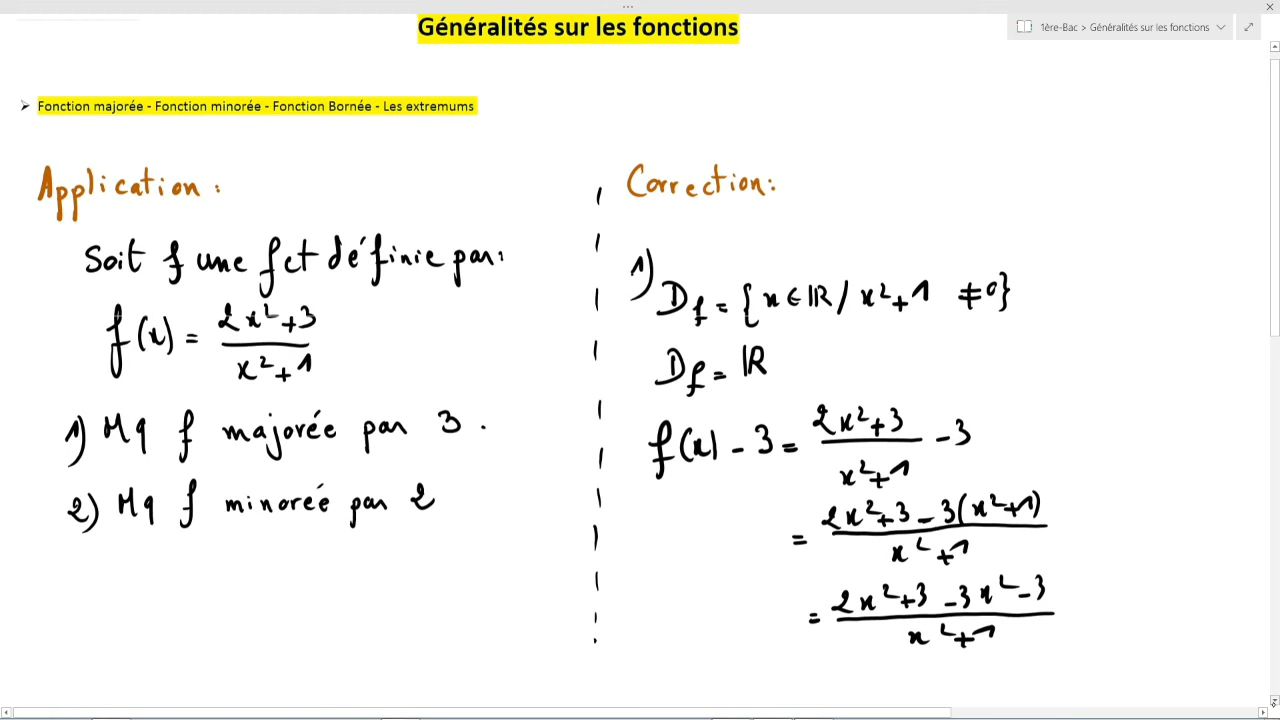 Généralités sur les fonctions
1ère-Bac > Généralités sur les fonctions
➢ Fonction majorée - Fonction minorée - Fonction Bornée - Les extremums
Application :
Soit f une fct définie par :
f(x) = (2x²+3)/(x²+1)
1) Mq f majorée par 3 .
2) Mq f minorée par 2
Correction :
1)
Df = {x ∈ ℝ / x²+1 ≠ 0}
Df = ℝ
f(x) - 3 = (2x²+3)/(x²+1) - 3
= (2x²+3 - 3(x²+1))/(x²+1)
= (2x²+3 - 3x² - 3)/(x²+1)